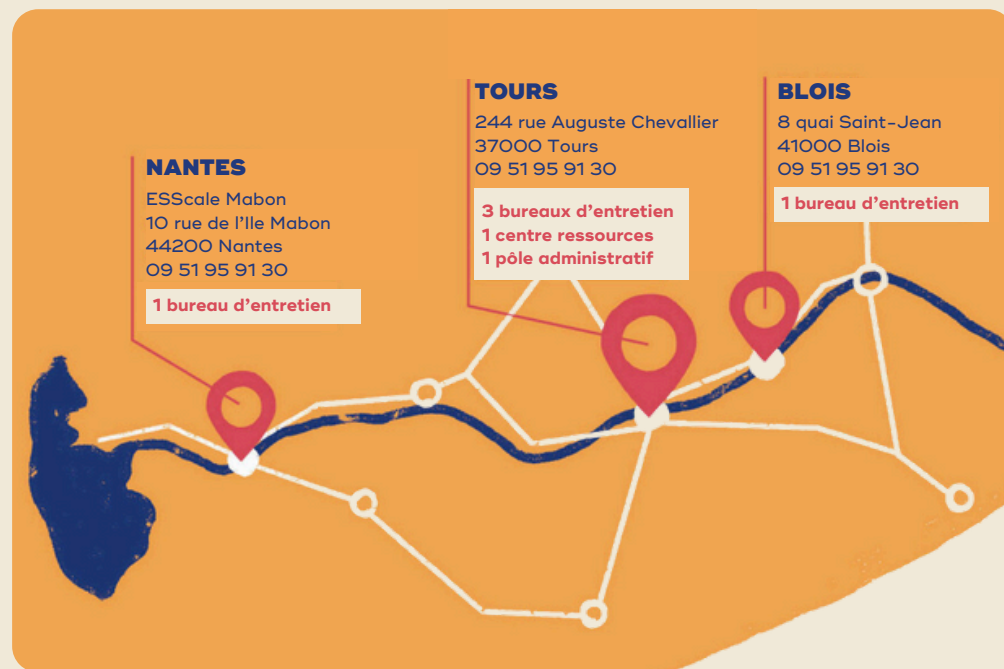 NANTES
ESScale Mabon
10 rue de l'Ile Mabon
44200 Nantes
09 51 95 91 30
1 bureau d'entretien
TOURS
244 rue Auguste Chevallier
37000 Tours
09 51 95 91 30
3 bureaux d'entretien
1 centre ressources
1 pôle administratif
BLOIS
8 quai Saint-Jean
41000 Blois
09 51 95 91 30
1 bureau d'entretien